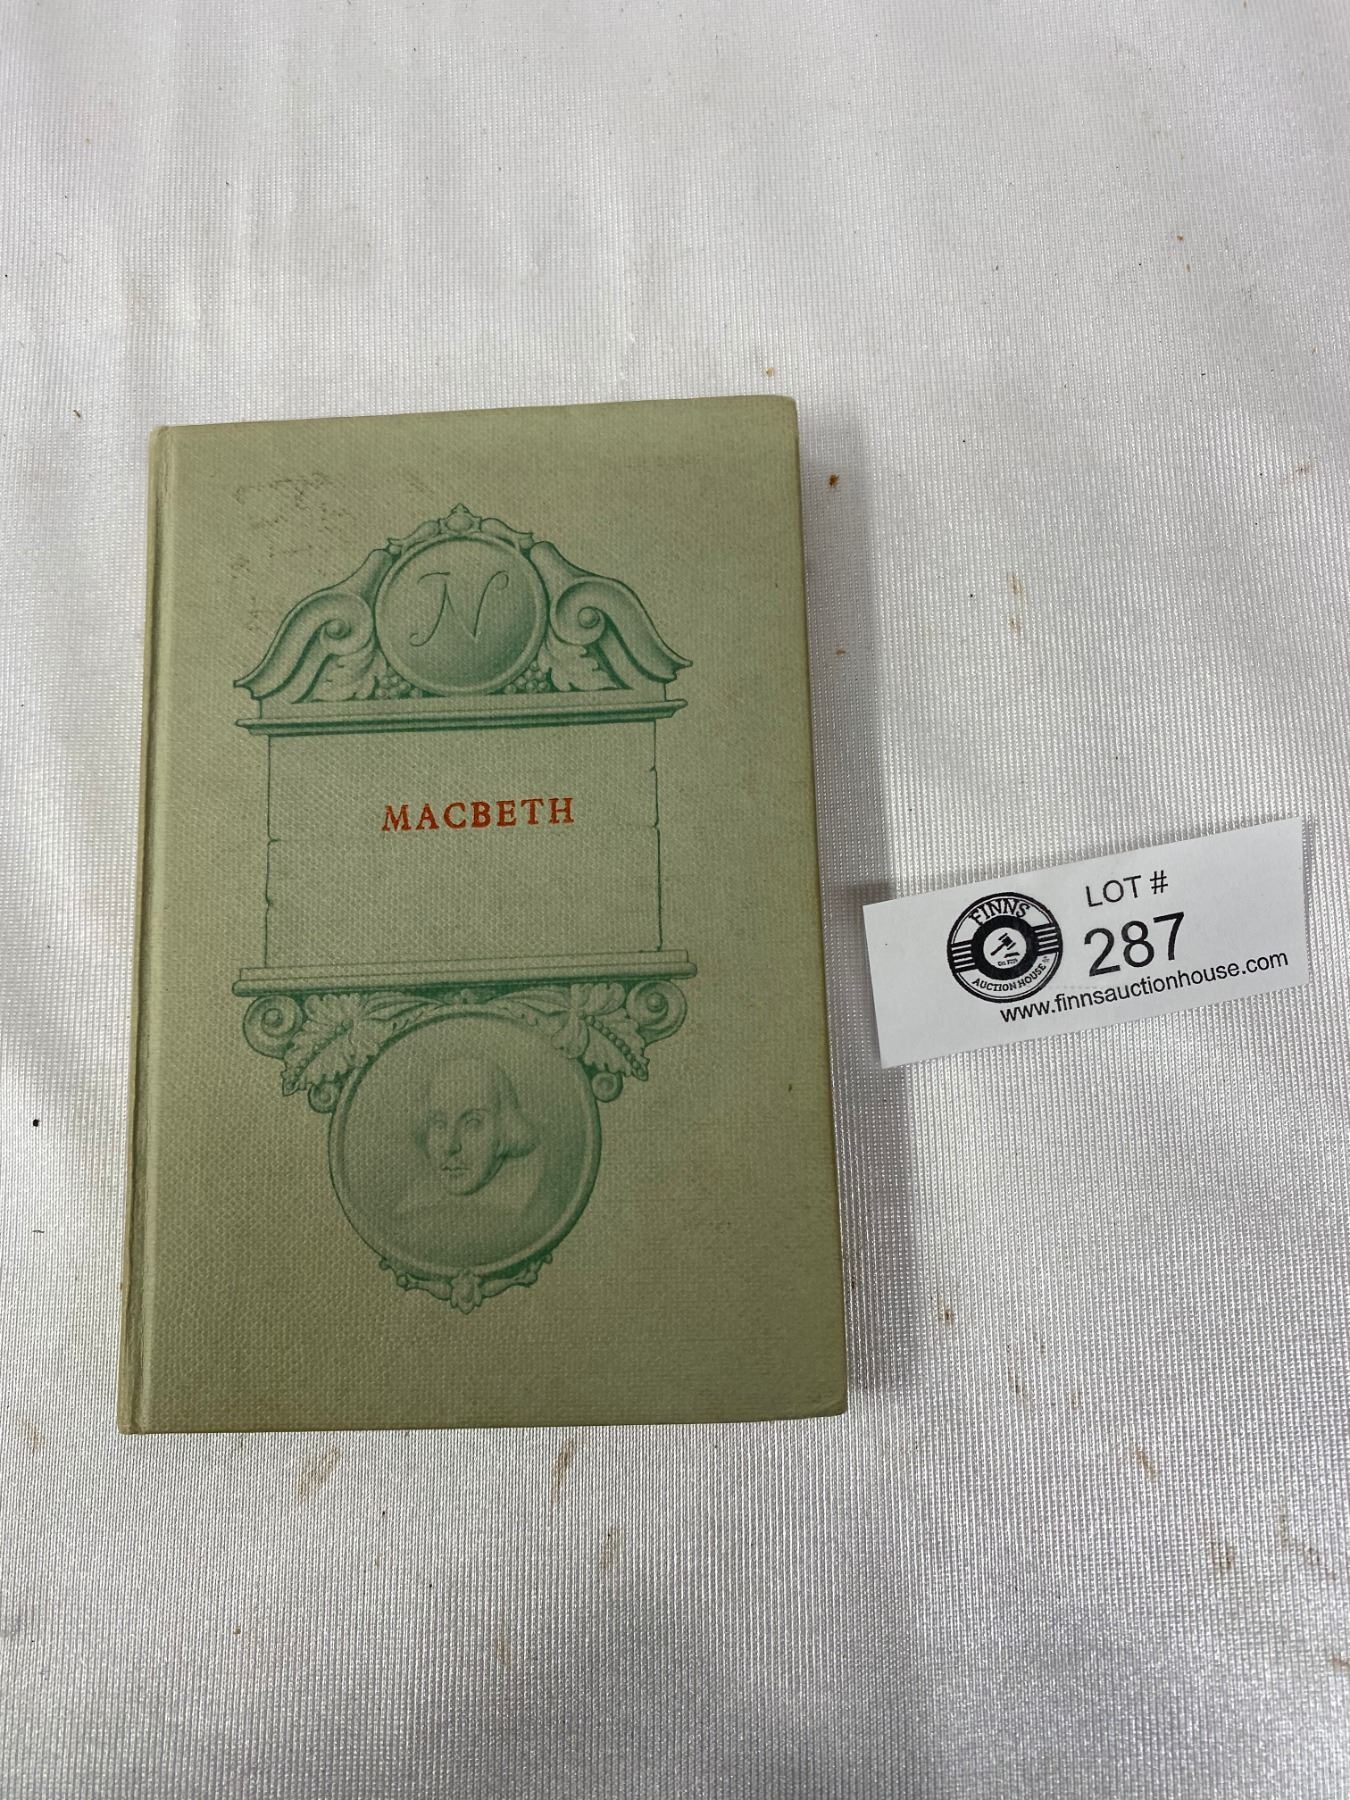 N
MACBETH
LOT #
FINNS
287
AUCTION HOUSE
www.finnsauctionhouse.com